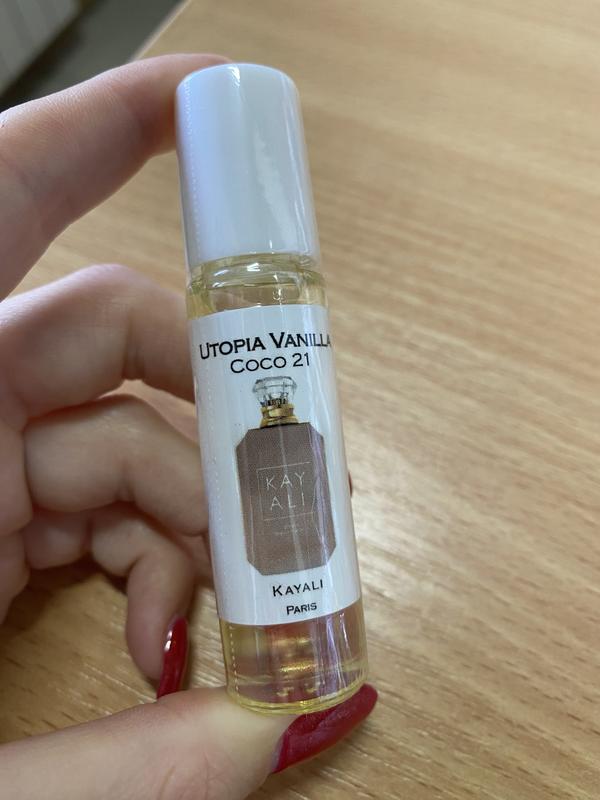 UTOPIA VANILLA
COCO 21
KAY
ALI
KAYALI
PARIS